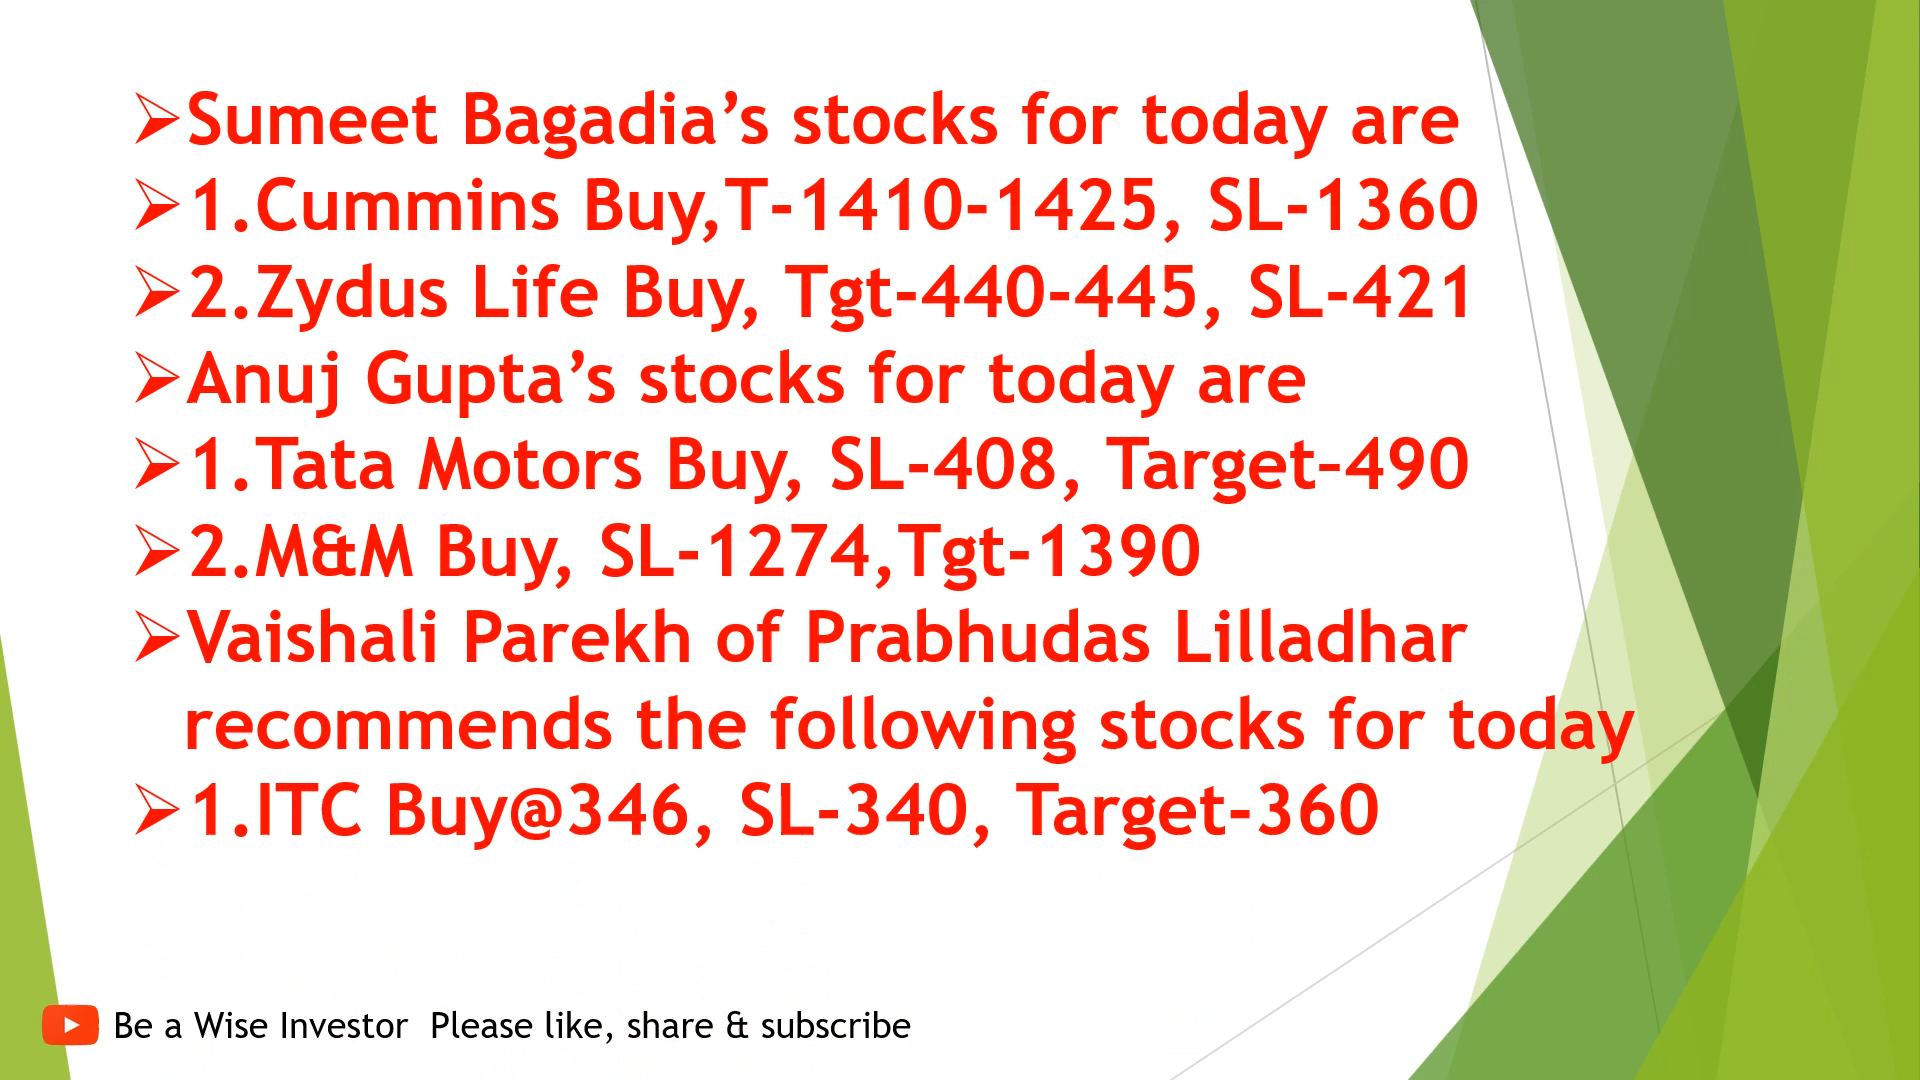 ➢Sumeet Bagadia’s stocks for today are
➢1.Cummins Buy,T-1410-1425, SL-1360
➢2.Zydus Life Buy, Tgt-440-445, SL-421
➢Anuj Gupta’s stocks for today are
➢1.Tata Motors Buy, SL-408, Target–490
➢2.M&M Buy, SL-1274,Tgt-1390
➢Vaishali Parekh of Prabhudas Lilladhar
recommends the following stocks for today
➢1.ITC Buy@346, SL-340, Target-360
Be a Wise Investor  Please like, share & subscribe